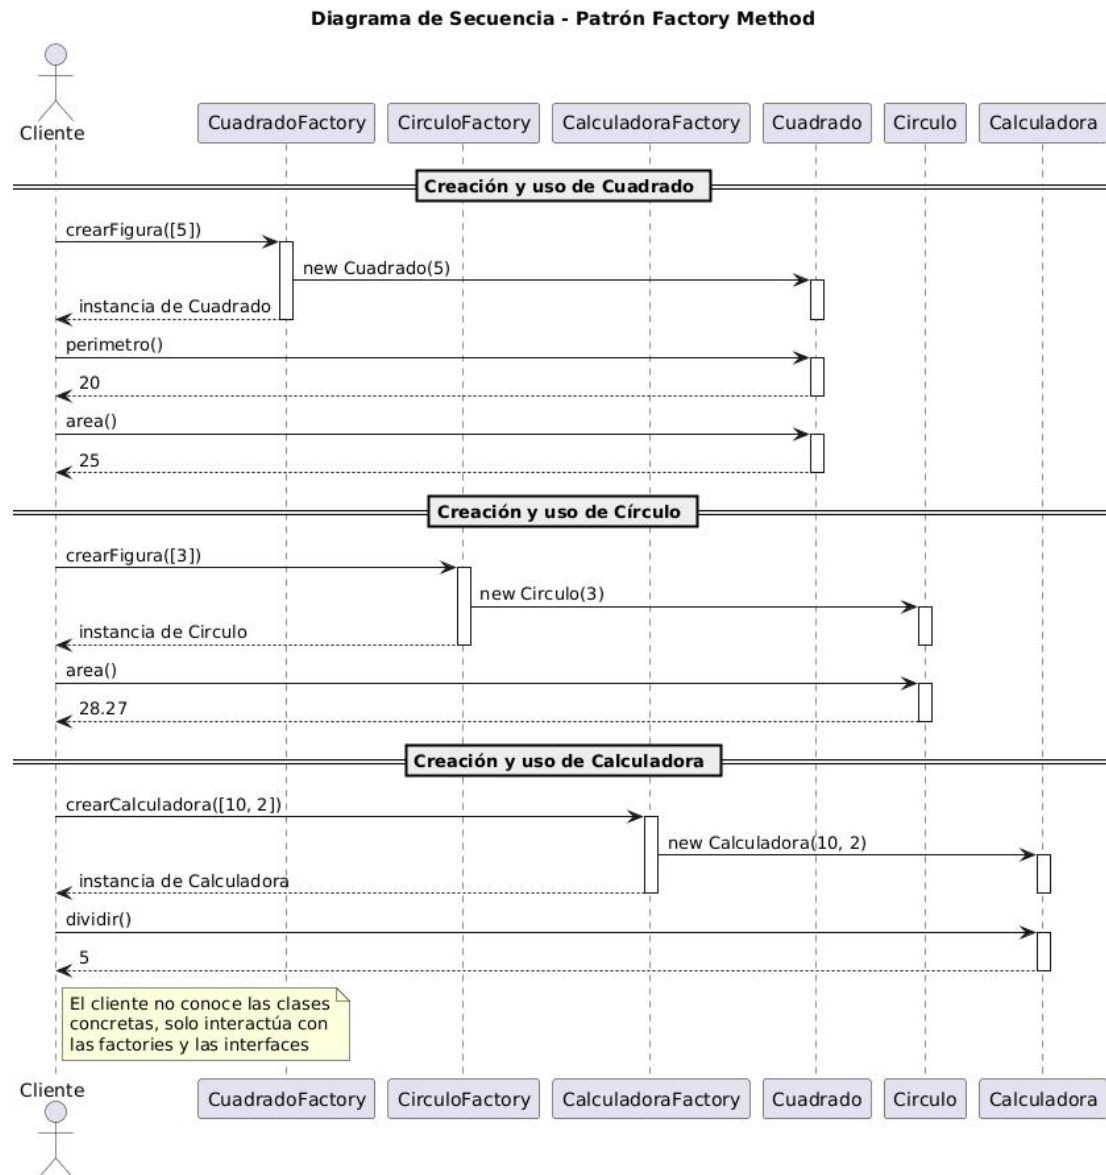 Diagrama de Secuencia - Patrón Factory Method
Cliente
CuadradoFactory
CirculoFactory
CalculadoraFactory
Cuadrado
Circulo
Calculadora
Creación y uso de Cuadrado
crearFigura([5])
new Cuadrado(5)
instancia de Cuadrado
perimetro()
20
area()
25
Creación y uso de Círculo
crearFigura([3])
new Circulo(3)
instancia de Circulo
area()
28.27
Creación y uso de Calculadora
crearCalculadora([10, 2])
new Calculadora(10, 2)
instancia de Calculadora
dividir()
5
El cliente no conoce las clases
concretas, solo interactúa con
las factories y las interfaces
Cliente
CuadradoFactory
CirculoFactory
CalculadoraFactory
Cuadrado
Circulo
Calculadora